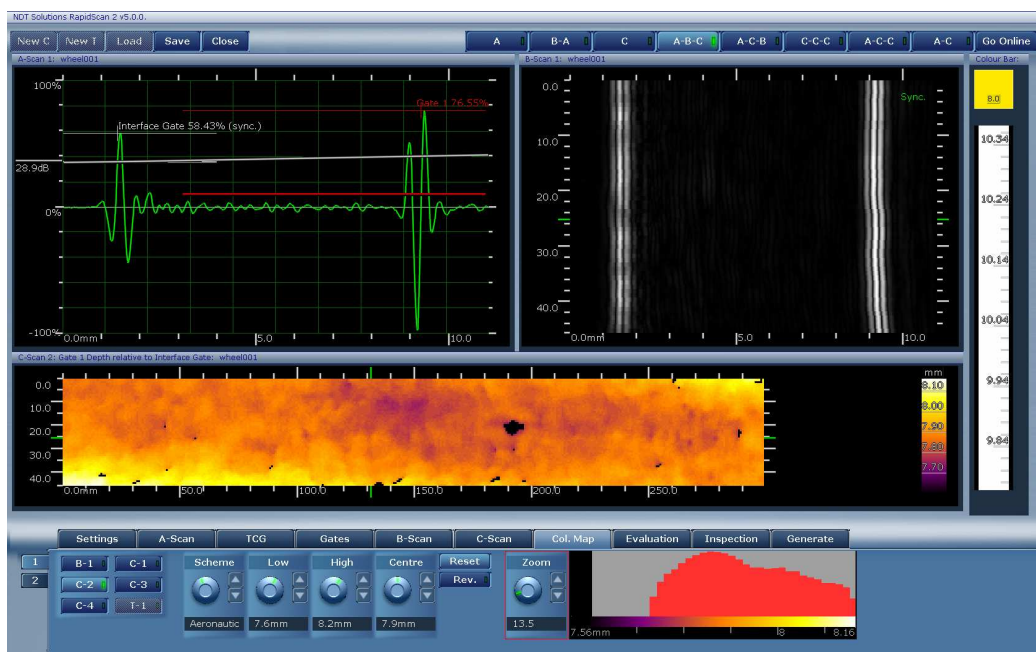 NDT Solutions RapidScan 2 v5.0.0.
New C New T Load Save Close A B-A C A-B-C A-C-B C-C-C A-C-C A-C Go Online
A-Scan 1: wheel001
100%
Gate 1 76.55%
Interface Gate 58.43% (sync.)
28.9dB
0%
-100%
0.0mm 5.0 10.0
B-Scan 1: wheel001
0.0
Sync.
10.0
20.0
30.0
40.0
0.0mm 5.0 10.0
Colour Bar:
8.0
10.34
10.24
10.14
10.04
9.94
9.84
C-Scan 2: Gate 1 Depth relative to Interface Gate: wheel001
0.0
10.0
20.0
30.0
40.0
0.0mm 50.0 100.0 150.0 200.0 250.0
mm
8.10
8.00
7.90
7.80
7.70
Settings A-Scan TCG Gates B-Scan C-Scan Col. Map Evaluation Inspection Generate
1
2
B-1 C-1
C-2 C-3
C-4 T-1
Scheme Low High Centre Reset Zoom
Rev.
Aeronautic 7.6mm 8.2mm 7.9mm 13.5
7.56mm 8 8.16